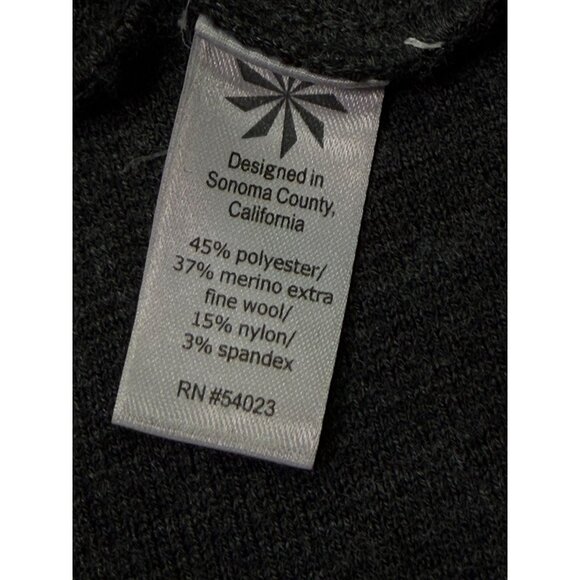 Designed in
Sonoma County,
California
45% polyester/
37% merino extra
fine wool/
15% nylon/
3% spandex
RN #54023